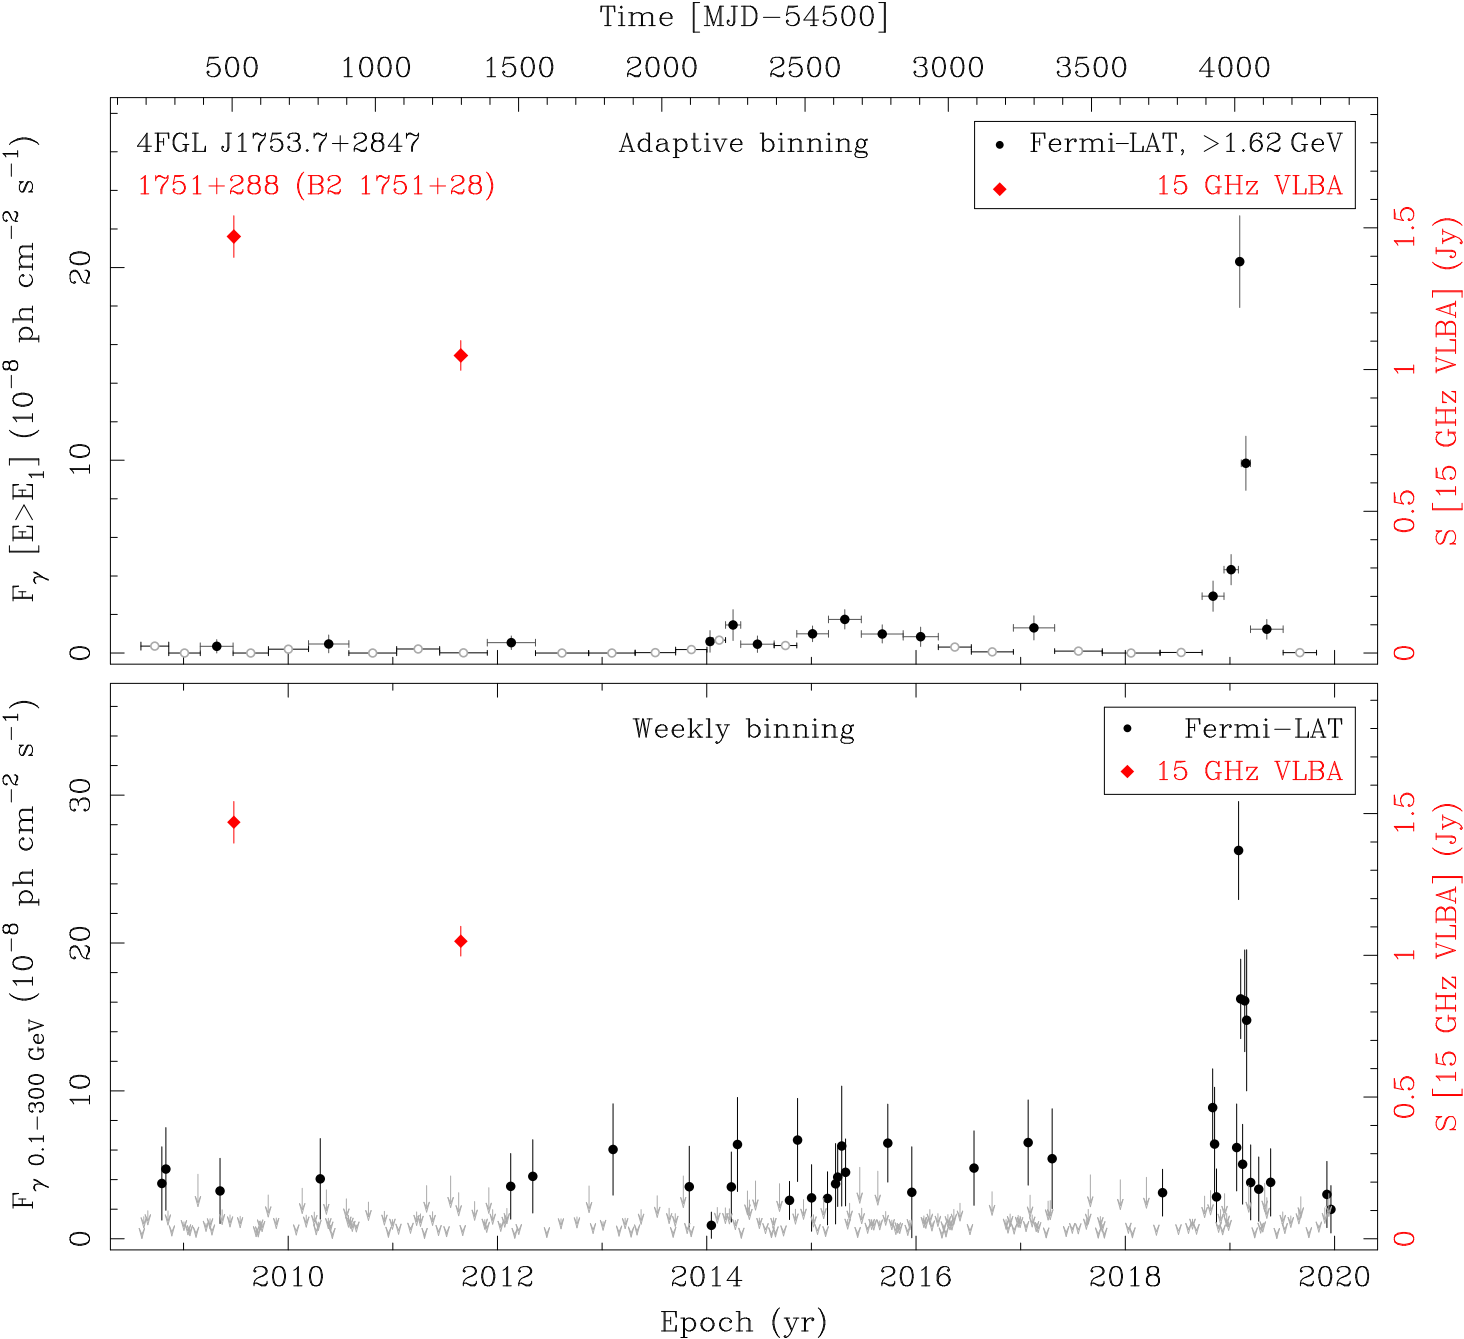 Time [MJD−54500]
500 1000 1500 2000 2500 3000 3500 4000
4FGL J1753.7+2847
1751+288 (B2 1751+28)
Adaptive binning
Fermi−LAT, >1.62 GeV
15 GHz VLBA
F_γ [E>E_1] (10^−8 ph cm^−2 s^−1)
20
10
0
S [15 GHz VLBA] (Jy)
1.5
1
0.5
0
Weekly binning
Fermi−LAT
15 GHz VLBA
F_γ 0.1−300 GeV (10^−8 ph cm^−2 s^−1)
30
20
10
0
S [15 GHz VLBA] (Jy)
1.5
1
0.5
0
2010 2012 2014 2016 2018 2020
Epoch (yr)